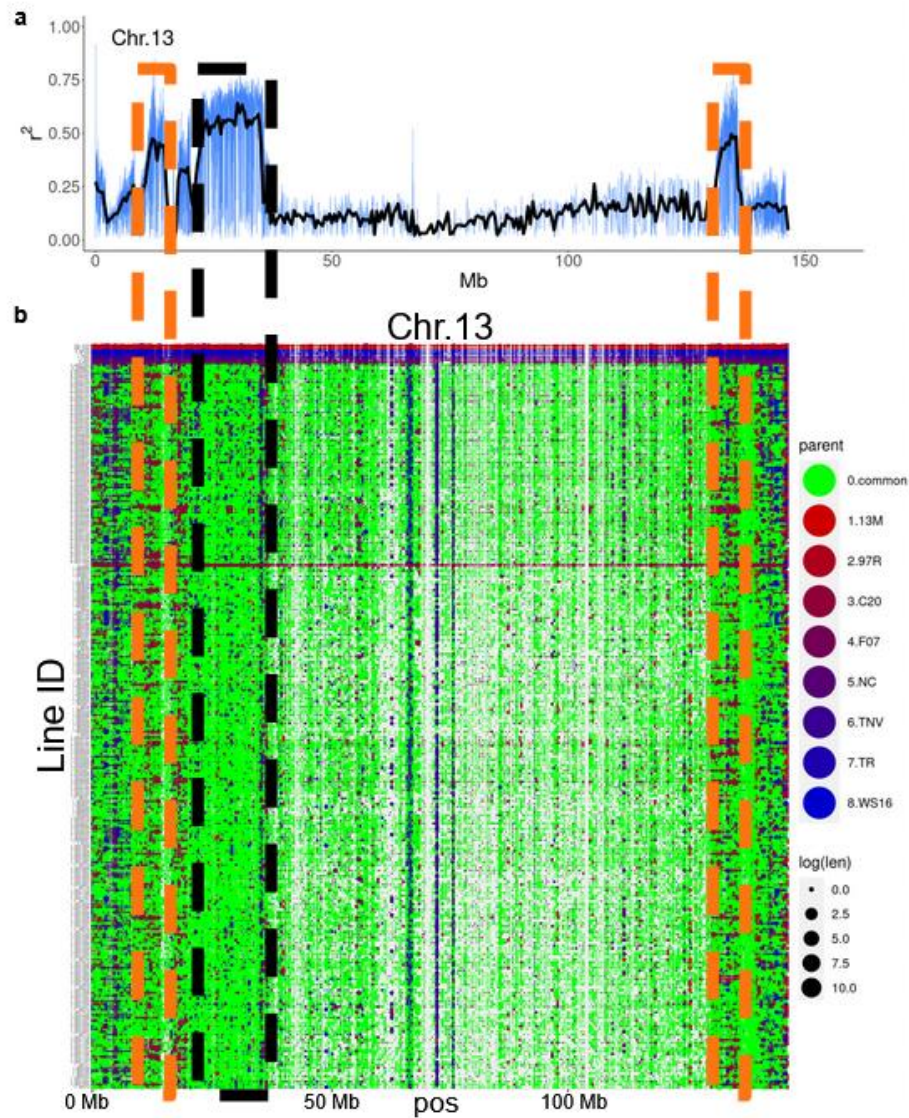 a
1.00
Chr.13
0.75
0.50
0.25
0.00
r²
0 50 100 150
Mb
b
Chr.13
Line ID
parent
0.common
1.13M
2.97R
3.C20
4.F07
5.NC
6.TNV
7.TR
8.WS16
log(len)
0.0
2.5
5.0
7.5
10.0
0 Mb 50 Mb pos 100 Mb